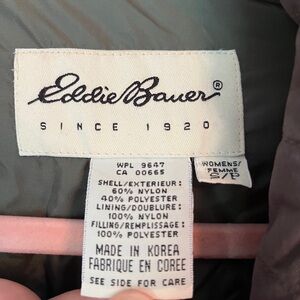 Eddie Bauer®
SINCE 1920
WPL 9647
CA 00665
SHELL/EXTERIEUR:
60% NYLON
40% POLYESTER
LINING/DOUBLURE:
100% NYLON
FILLING/REMPLISSAGE:
100% POLYESTER
MADE IN KOREA
FABRIQUE EN COREE
SEE SIDE FOR CARE
WOMENS/
FEMME
S/P